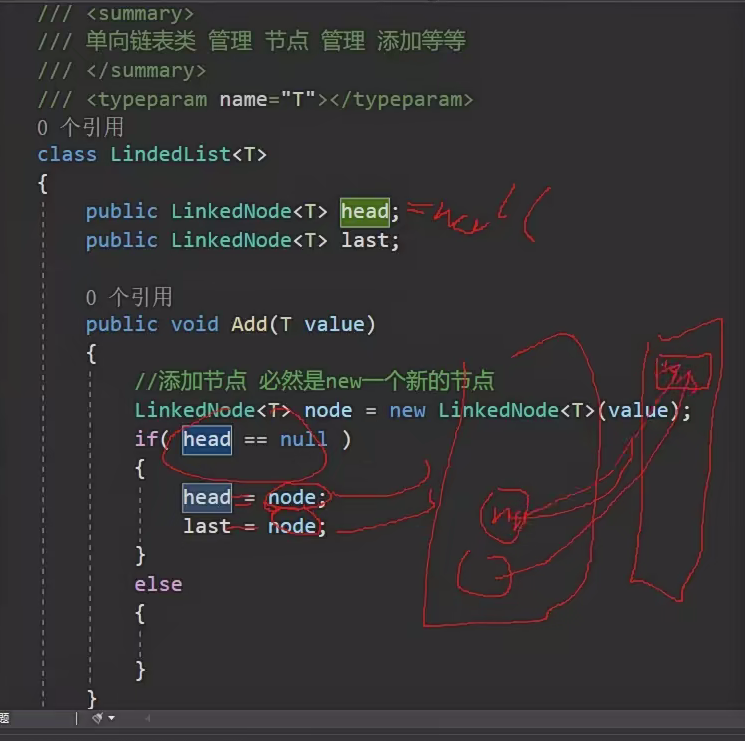 /// <summary>
/// 单向链表类 管理 节点 管理 添加等等
/// </summary>
/// <typeparam name="T"></typeparam>
0 个引用
class LindedList<T>
{
public LinkedNode<T> head; =null
public LinkedNode<T> last;
0 个引用
public void Add(T value)
{
//添加节点 必然是new一个新的节点
LinkedNode<T> node = new LinkedNode<T>(value);
if( head == null )
{
head = node;
last = node;
}
else
{
}
}
题